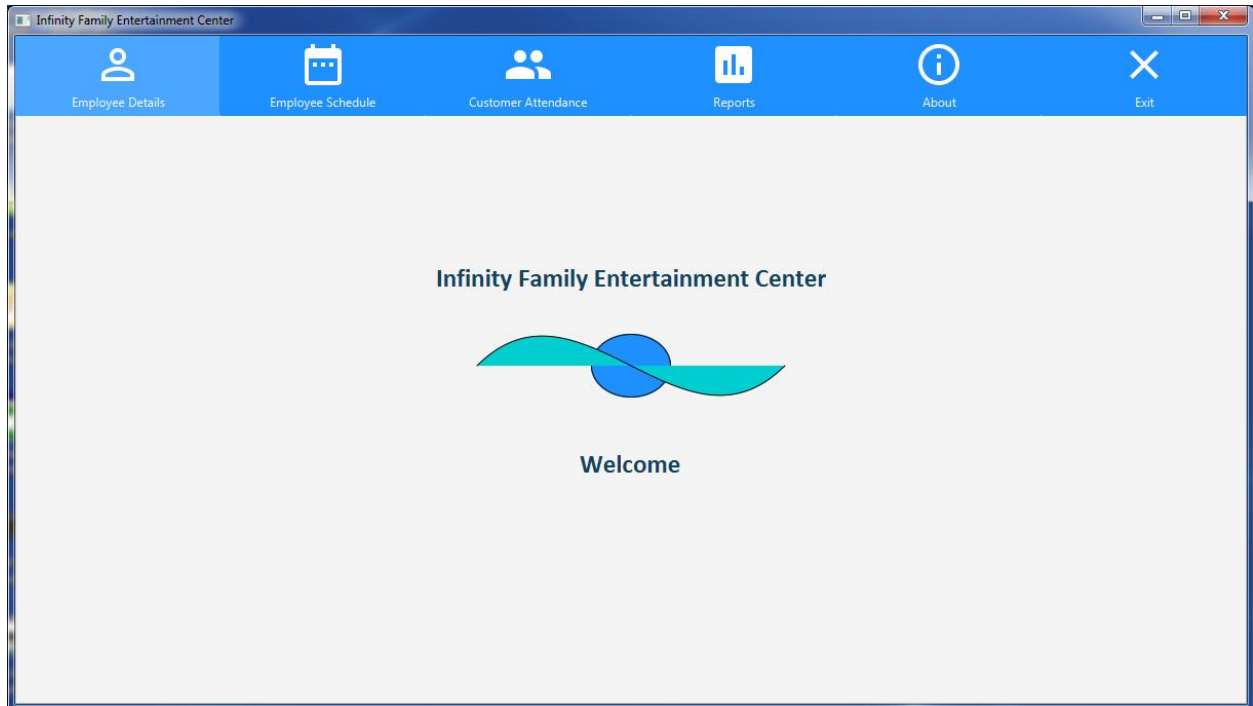 Infinity Family Entertainment Center
Employee Details
Employee Schedule
Customer Attendance
Reports
About
Exit
Infinity Family Entertainment Center
Welcome